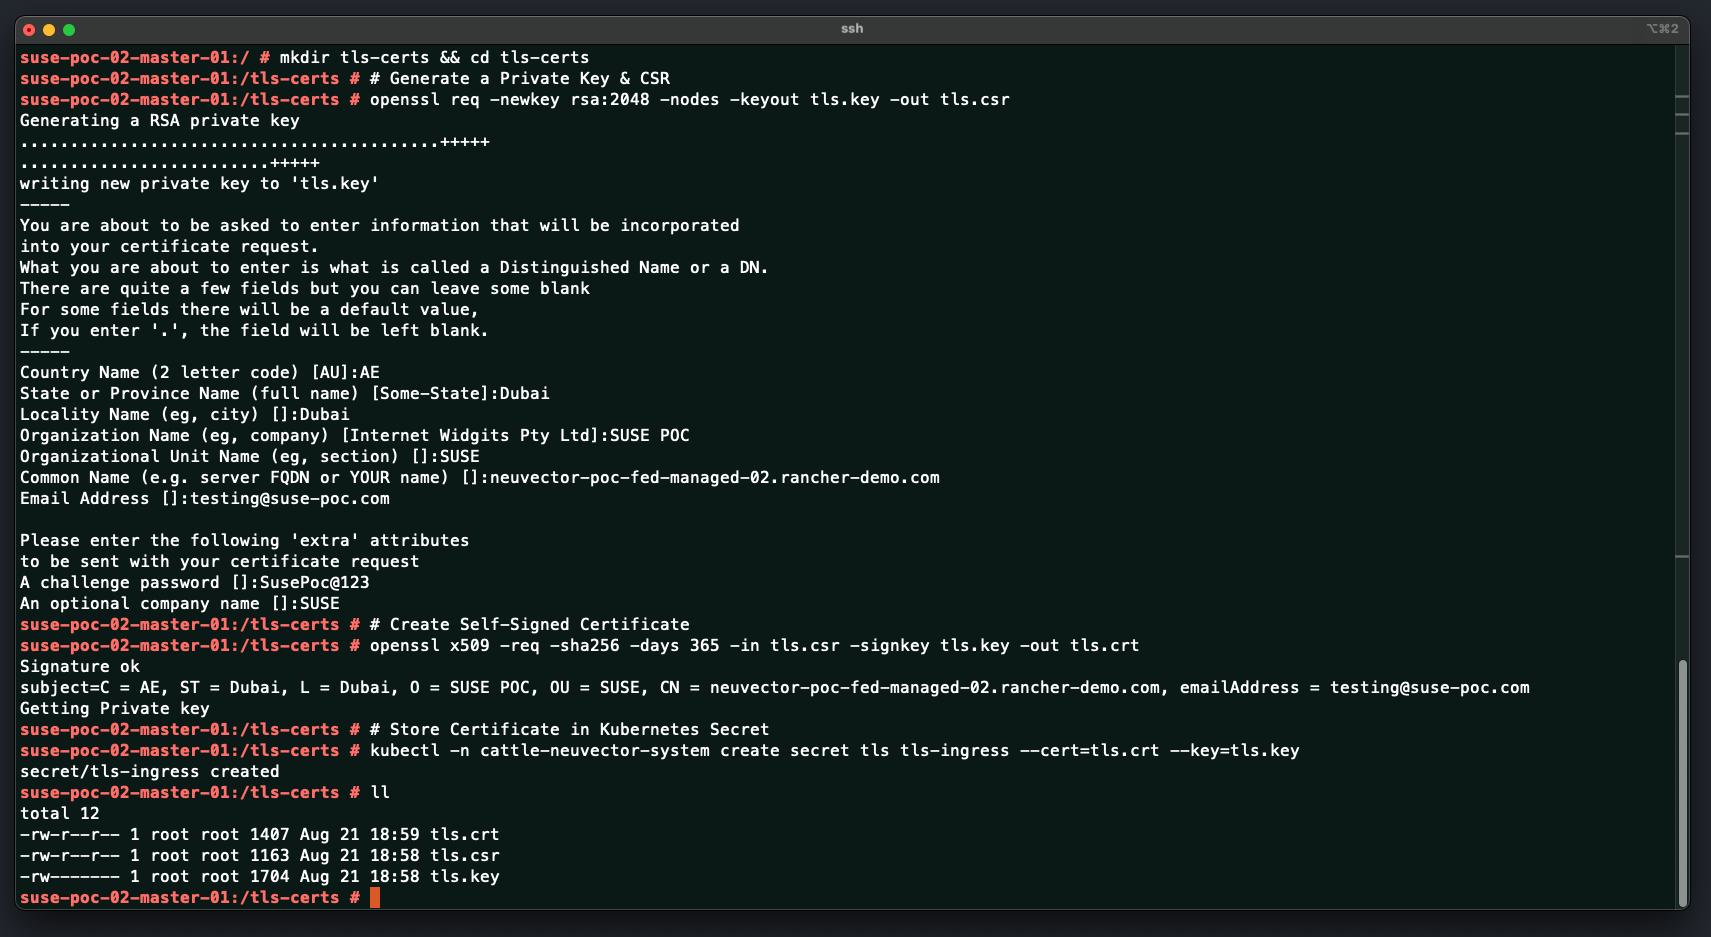 ssh
⌥⌘2
suse-poc-02-master-01:/ # mkdir tls-certs && cd tls-certs
suse-poc-02-master-01:/tls-certs # # Generate a Private Key & CSR
suse-poc-02-master-01:/tls-certs # openssl req -newkey rsa:2048 -nodes -keyout tls.key -out tls.csr
Generating a RSA private key
..........................................+++++
.........................+++++
writing new private key to 'tls.key'
-----
You are about to be asked to enter information that will be incorporated
into your certificate request.
What you are about to enter is what is called a Distinguished Name or a DN.
There are quite a few fields but you can leave some blank
For some fields there will be a default value,
If you enter '.', the field will be left blank.
-----
Country Name (2 letter code) [AU]:AE
State or Province Name (full name) [Some-State]:Dubai
Locality Name (eg, city) []:Dubai
Organization Name (eg, company) [Internet Widgits Pty Ltd]:SUSE POC
Organizational Unit Name (eg, section) []:SUSE
Common Name (e.g. server FQDN or YOUR name) []:neuvector-poc-fed-managed-02.rancher-demo.com
Email Address []:testing@suse-poc.com

Please enter the following 'extra' attributes
to be sent with your certificate request
A challenge password []:SusePoc@123
An optional company name []:SUSE
suse-poc-02-master-01:/tls-certs # # Create Self-Signed Certificate
suse-poc-02-master-01:/tls-certs # openssl x509 -req -sha256 -days 365 -in tls.csr -signkey tls.key -out tls.crt
Signature ok
subject=C = AE, ST = Dubai, L = Dubai, O = SUSE POC, OU = SUSE, CN = neuvector-poc-fed-managed-02.rancher-demo.com, emailAddress = testing@suse-poc.com
Getting Private key
suse-poc-02-master-01:/tls-certs # # Store Certificate in Kubernetes Secret
suse-poc-02-master-01:/tls-certs # kubectl -n cattle-neuvector-system create secret tls tls-ingress --cert=tls.crt --key=tls.key
secret/tls-ingress created
suse-poc-02-master-01:/tls-certs # ll
total 12
-rw-r--r-- 1 root root 1407 Aug 21 18:59 tls.crt
-rw-r--r-- 1 root root 1163 Aug 21 18:58 tls.csr
-rw------- 1 root root 1704 Aug 21 18:58 tls.key
suse-poc-02-master-01:/tls-certs #